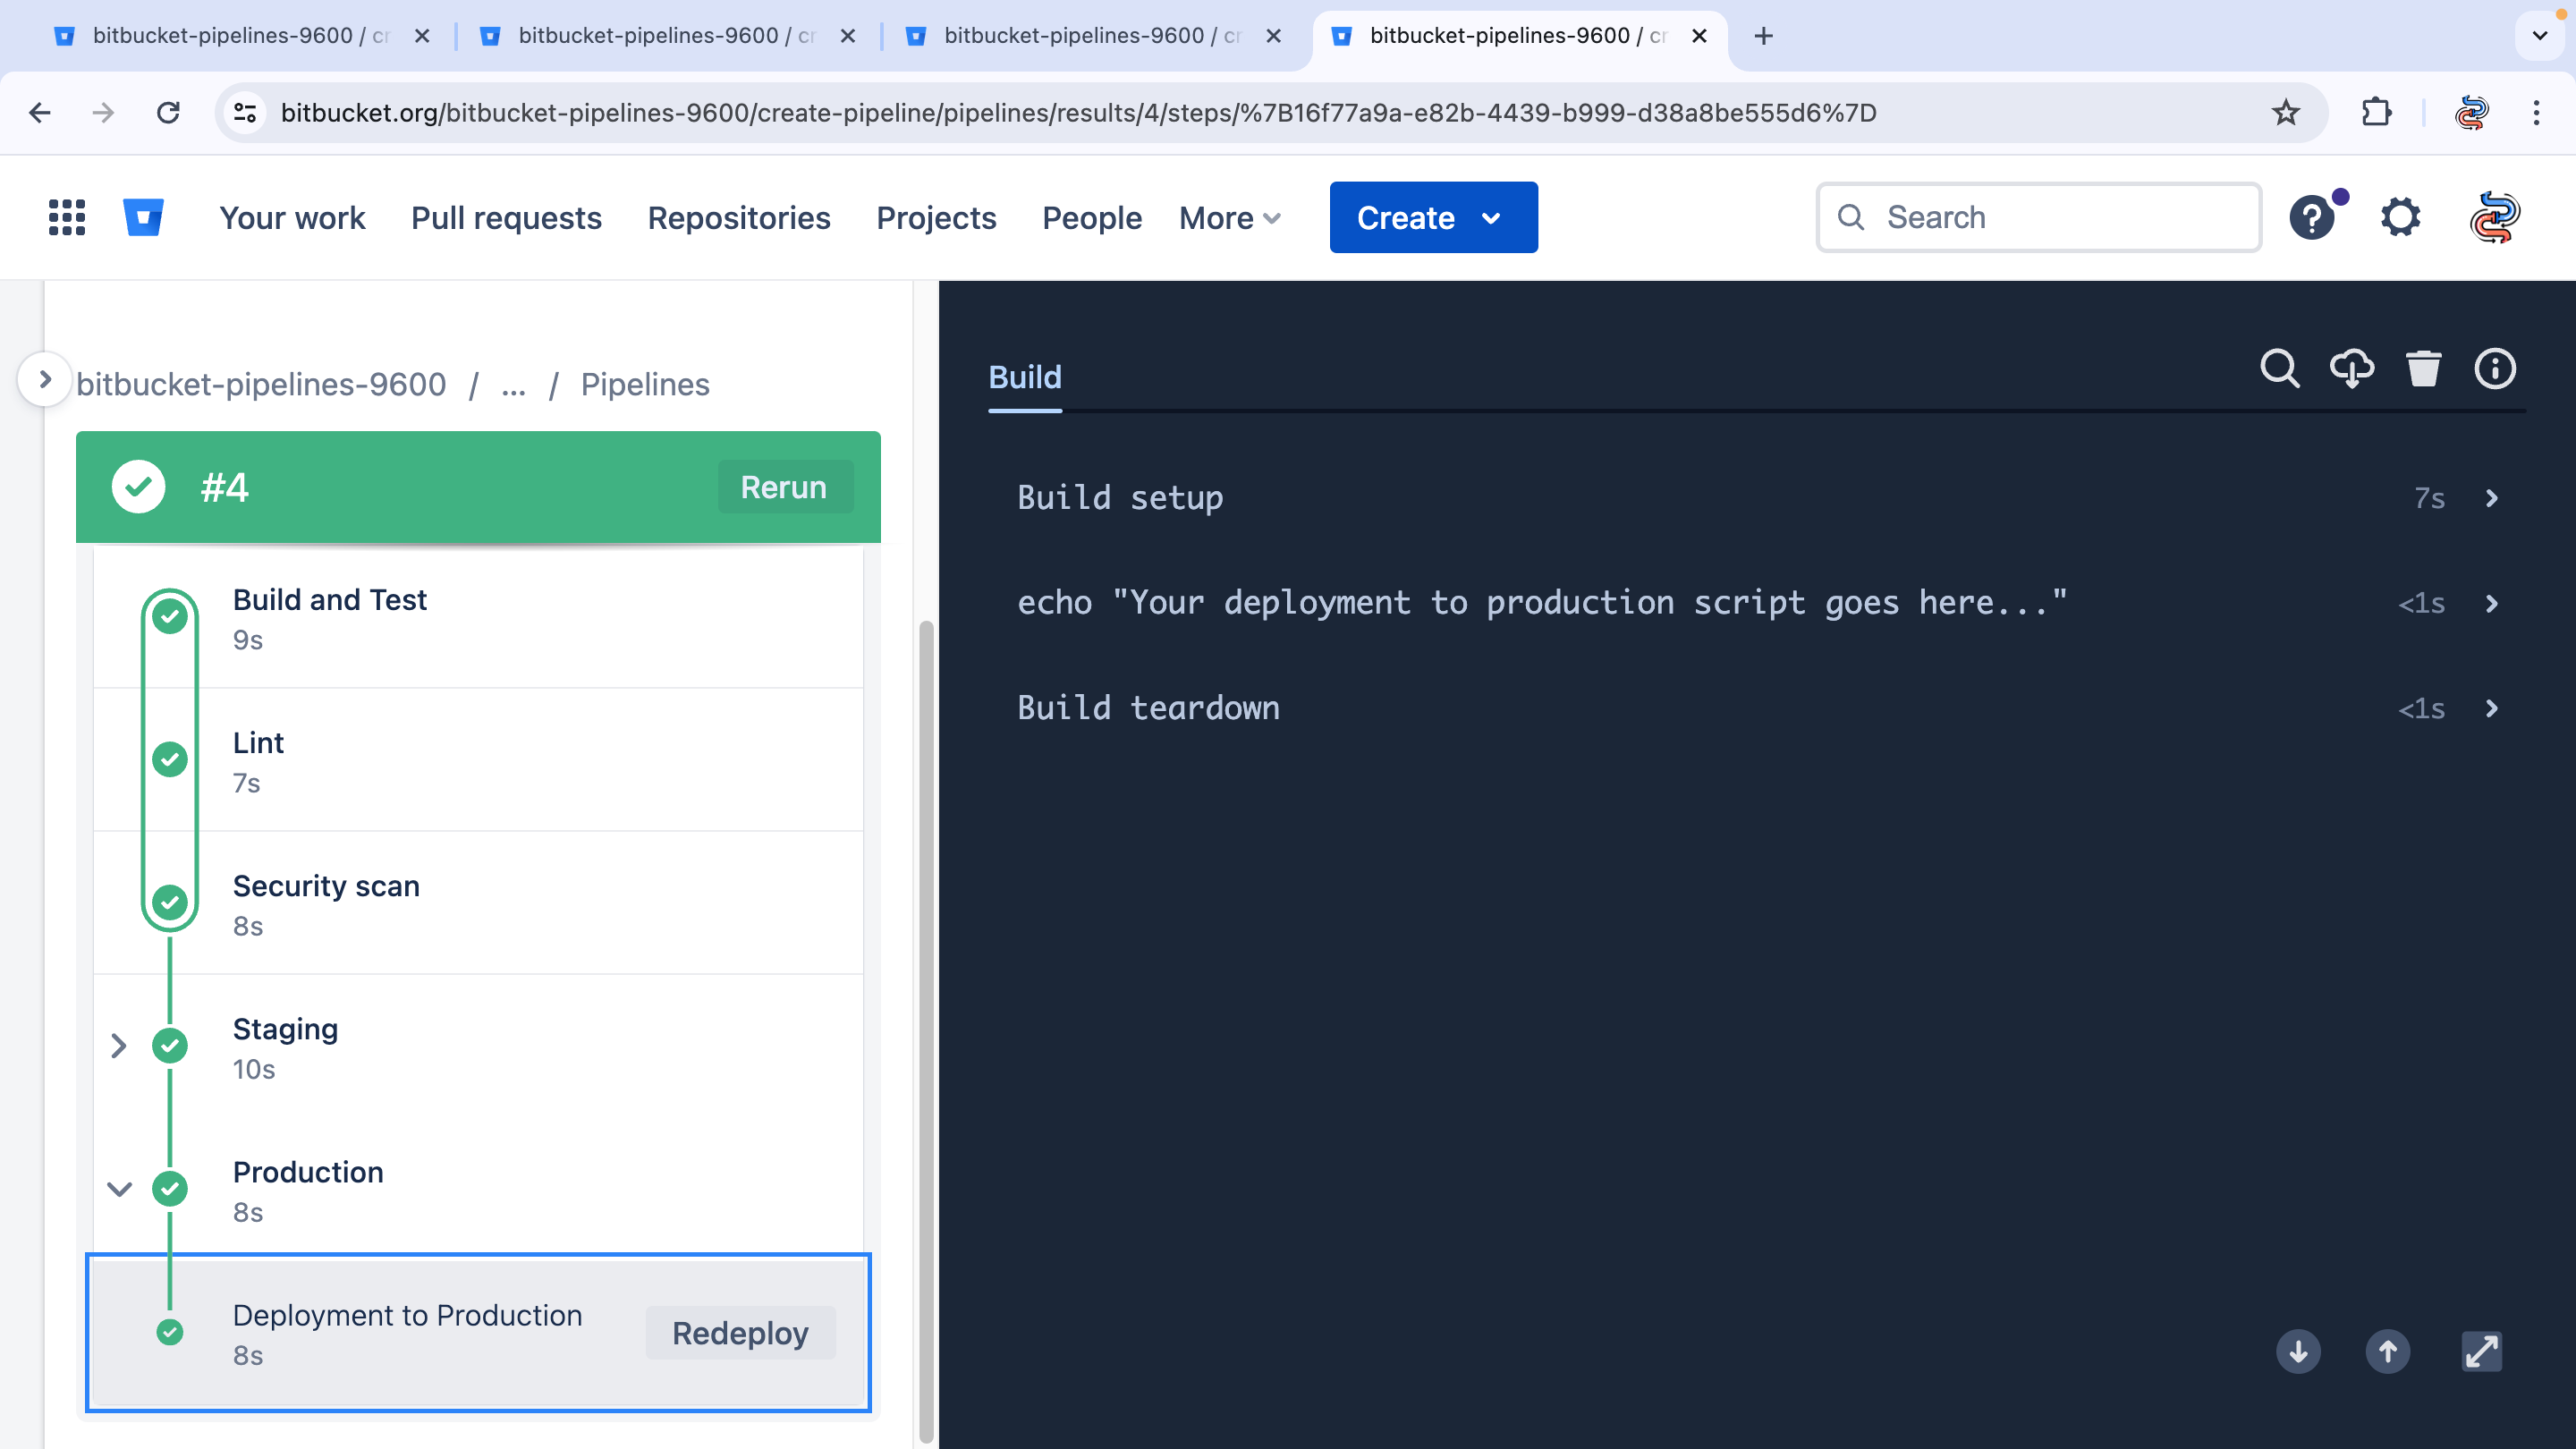 bitbucket-pipelines-9600 / cr
bitbucket-pipelines-9600 / cr
bitbucket-pipelines-9600 / cr
bitbucket-pipelines-9600 / cr
bitbucket.org/bitbucket-pipelines-9600/create-pipeline/pipelines/results/4/steps/%7B16f77a9a-e82b-4439-b999-d38a8be555d6%7D
Your work Pull requests Repositories Projects People More Create Search
bitbucket-pipelines-9600 / ... / Pipelines
#4 Rerun
Build and Test
9s
Lint
7s
Security scan
8s
Staging
10s
Production
8s
Deployment to Production
8s
Redeploy
Build
Build setup 7s
echo "Your deployment to production script goes here..." <1s
Build teardown <1s